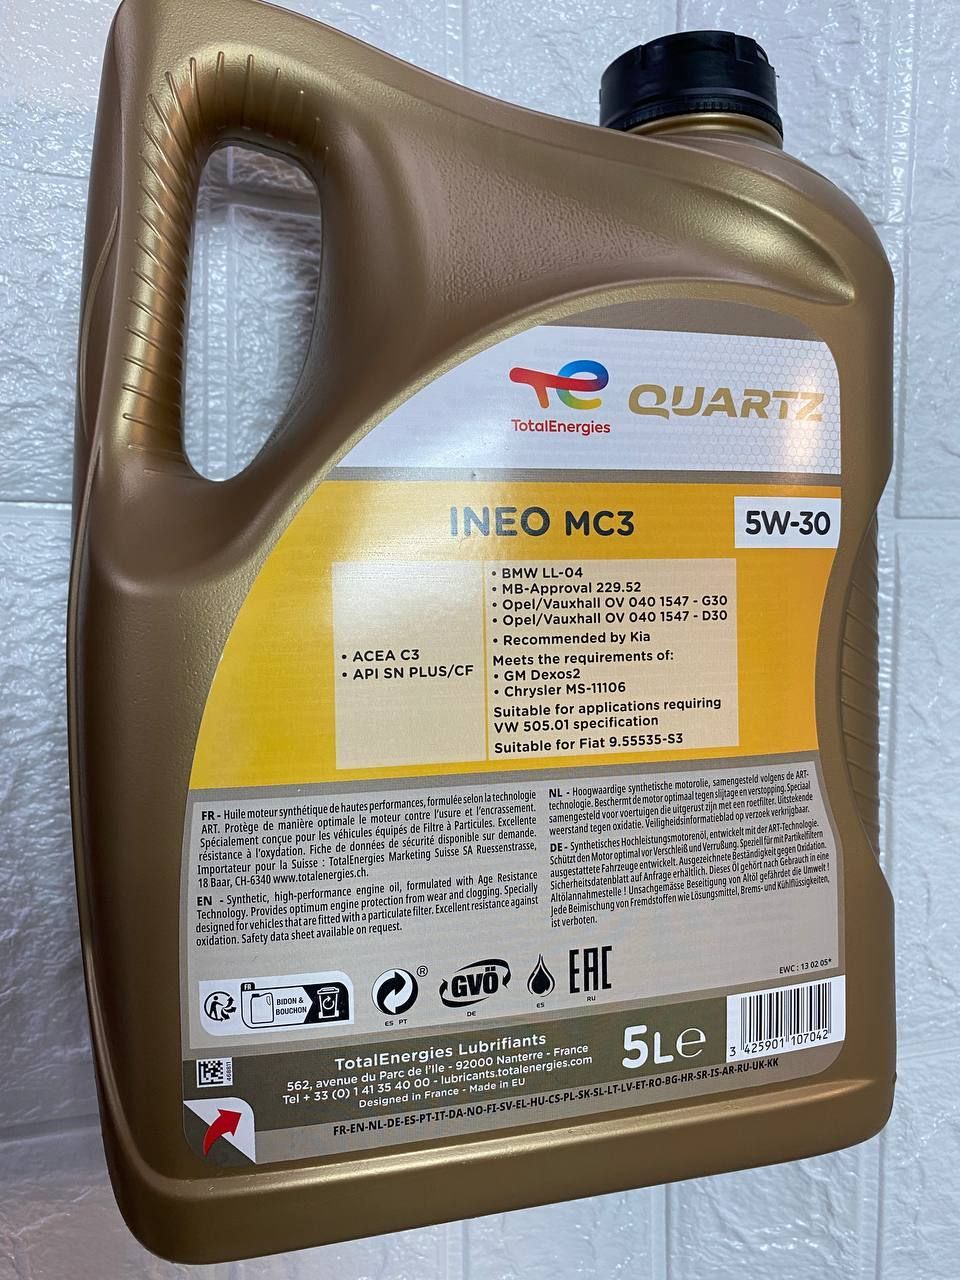 TotalEnergies
QUARTZ
INEO MC3
5W-30
• ACEA C3
• API SN PLUS/CF
• BMW LL-04
• MB-Approval 229.52
• Opel/Vauxhall OV 040 1547 - G30
• Opel/Vauxhall OV 040 1547 - D30
• Recommended by Kia
Meets the requirements of:
• GM Dexos2
• Chrysler MS-11106
Suitable for applications requiring
VW 505.01 specification
Suitable for Fiat 9.55535-S3
FR - Huile moteur synthétique de hautes performances, formulée selon la technologie
ART. Protège de manière optimale le moteur contre l'usure et l'encrassement.
Spécialement conçue pour les véhicules équipés de Filtre à Particules. Excellente
résistance à l'oxydation. Fiche de données de sécurité disponible sur demande.
Importateur pour la Suisse : TotalEnergies Marketing Suisse SA Ruessenstrasse,
18 Baar, CH-6340 www.totalenergies.ch.
EN - Synthetic, high-performance engine oil, formulated with Age Resistance
Technology. Provides optimum engine protection from wear and clogging. Specially
designed for vehicles that are fitted with a particulate filter. Excellent resistance against
oxidation. Safety data sheet available on request.
NL - Hoogwaardige synthetische motorolie, samengesteld volgens de ART-
technologie. Beschermt de motor optimaal tegen slijtage en verstopping. Speciaal
samengesteld voor voertuigen die uitgerust zijn met een roetfilter. Uitstekende
weerstand tegen oxidatie. Veiligheidsinformatieblad op verzoek verkrijgbaar.
DE - Synthetisches Hochleistungsmotorenöl, entwickelt mit der ART-Technologie.
Schützt den Motor optimal vor Verschleiß und Verrußung. Speziell für mit Partikelfiltern
ausgestattete Fahrzeuge entwickelt. Ausgezeichnete Beständigkeit gegen Oxidation.
Sicherheitsdatenblatt auf Anfrage erhältlich. Dieses Öl gehört nach Gebrauch in eine
Altölannahmestelle ! Unsachgemässe Beseitigung von Altöl gefährdet die Umwelt !
Jede Beimischung von Fremdstoffen wie Lösungsmittel, Brems- und Kühlflüssigkeiten,
ist verboten.
EWC : 13 02 05*
FR
BIDON &
BOUCHON
®
ES PT
GVÖ
DE
ES
EAC
RU
468811
TotalEnergies Lubrifiants
562, avenue du Parc de l'Ile - 92000 Nanterre - France
Tel + 33 (0) 1 41 35 40 00 - lubricants.totalenergies.com
Designed in France - Made in EU
5L e
3 425901 107042
FR-EN-NL-DE-ES-PT-IT-DA-NO-FI-SV-EL-HU-CS-PL-SK-SL-LT-LV-ET-RO-BG-HR-SR-IS-AR-RU-UK-KK